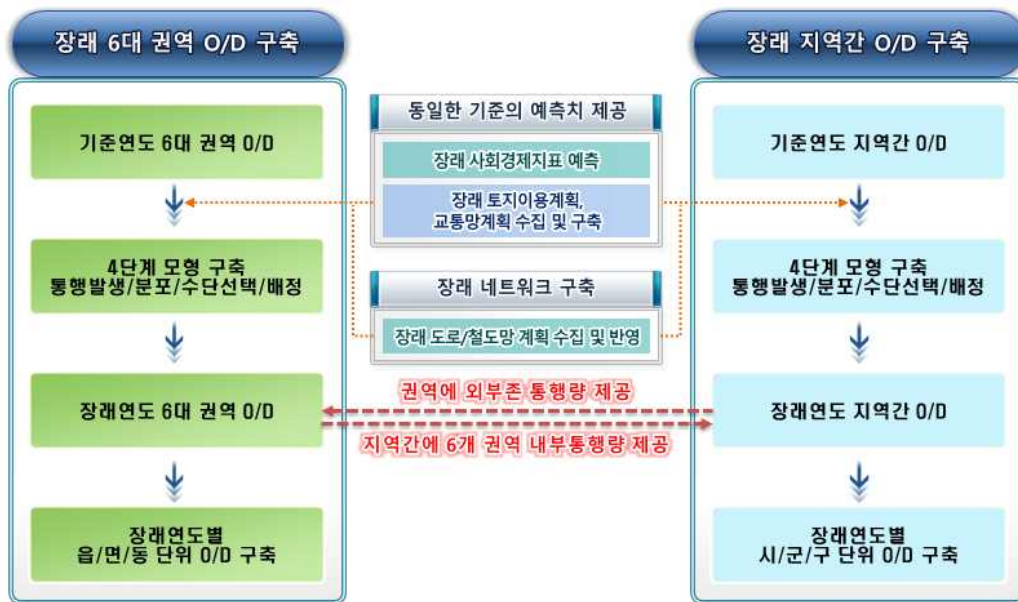 장래 6대 권역 O/D 구축
기준연도 6대 권역 O/D
4단계 모형 구축
통행발생/분포/수단선택/배정
장래연도 6대 권역 O/D
장래연도별
읍/면/동 단위 O/D 구축
동일한 기준의 예측치 제공
장래 사회경제지표 예측
장래 토지이용계획,
교통망계획 수집 및 구축
장래 네트워크 구축
장래 도로/철도망 계획 수집 및 반영
권역에 외부존 통행량 제공
지역간에 6개 권역 내부통행량 제공
장래 지역간 O/D 구축
기준연도 지역간 O/D
4단계 모형 구축
통행발생/분포/수단선택/배정
장래연도 지역간 O/D
장래연도별
시/군/구 단위 O/D 구축